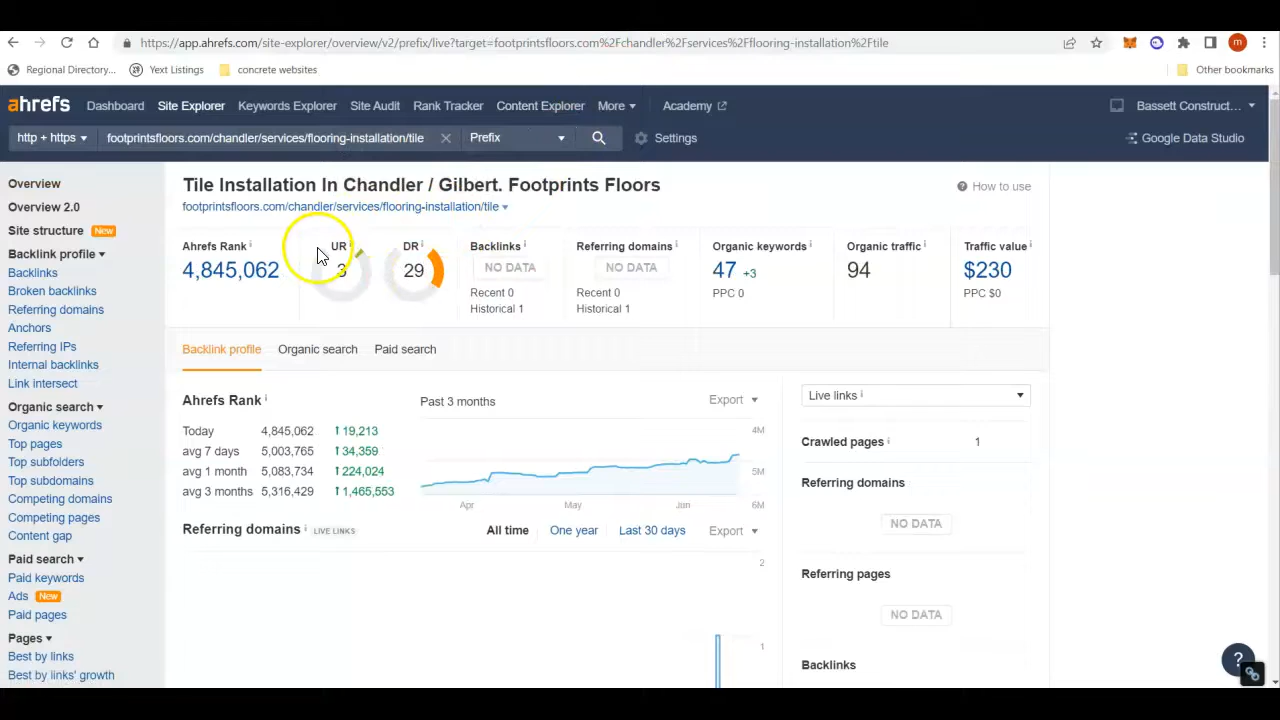 https://app.ahrefs.com/site-explorer/overview/v2/prefix/live?target=footprintsfloors.com%2Fchandler%2Fservices%2Fflooring-installation%2Ftile
m
Regional Directory... Yext Listings concrete websites Other bookmarks
ahrefs Dashboard Site Explorer Keywords Explorer Site Audit Rank Tracker Content Explorer More Academy Bassett Construct...
http + https footprintsfloors.com/chandler/services/flooring-installation/tile Prefix Settings Google Data Studio
Overview
Overview 2.0
Site structure New
Backlink profile
Backlinks
Broken backlinks
Referring domains
Anchors
Referring IPs
Internal backlinks
Link intersect
Organic search
Organic keywords
Top pages
Top subfolders
Top subdomains
Competing domains
Competing pages
Content gap
Paid search
Paid keywords
Ads New
Paid pages
Pages
Best by links
Best by links' growth
Tile Installation In Chandler / Gilbert. Footprints Floors
How to use
footprintsfloors.com/chandler/services/flooring-installation/tile
Ahrefs Rank UR DR Backlinks Referring domains Organic keywords Organic traffic Traffic value
4,845,062 3 29 NO DATA NO DATA 47 +3 94 $230
Recent 0 Recent 0 PPC 0 PPC $0
Historical 1 Historical 1
Backlink profile Organic search Paid search
Ahrefs Rank Past 3 months Export
Today 4,845,062 19,213
avg 7 days 5,003,765 34,359
avg 1 month 5,083,734 224,024
avg 3 months 5,316,429 1,465,553
4M
5M
6M
Apr May Jun
Referring domains LIVE LINKS All time One year Last 30 days Export
2
1
Live links
Crawled pages 1
Referring domains
NO DATA
Referring pages
NO DATA
Backlinks
?